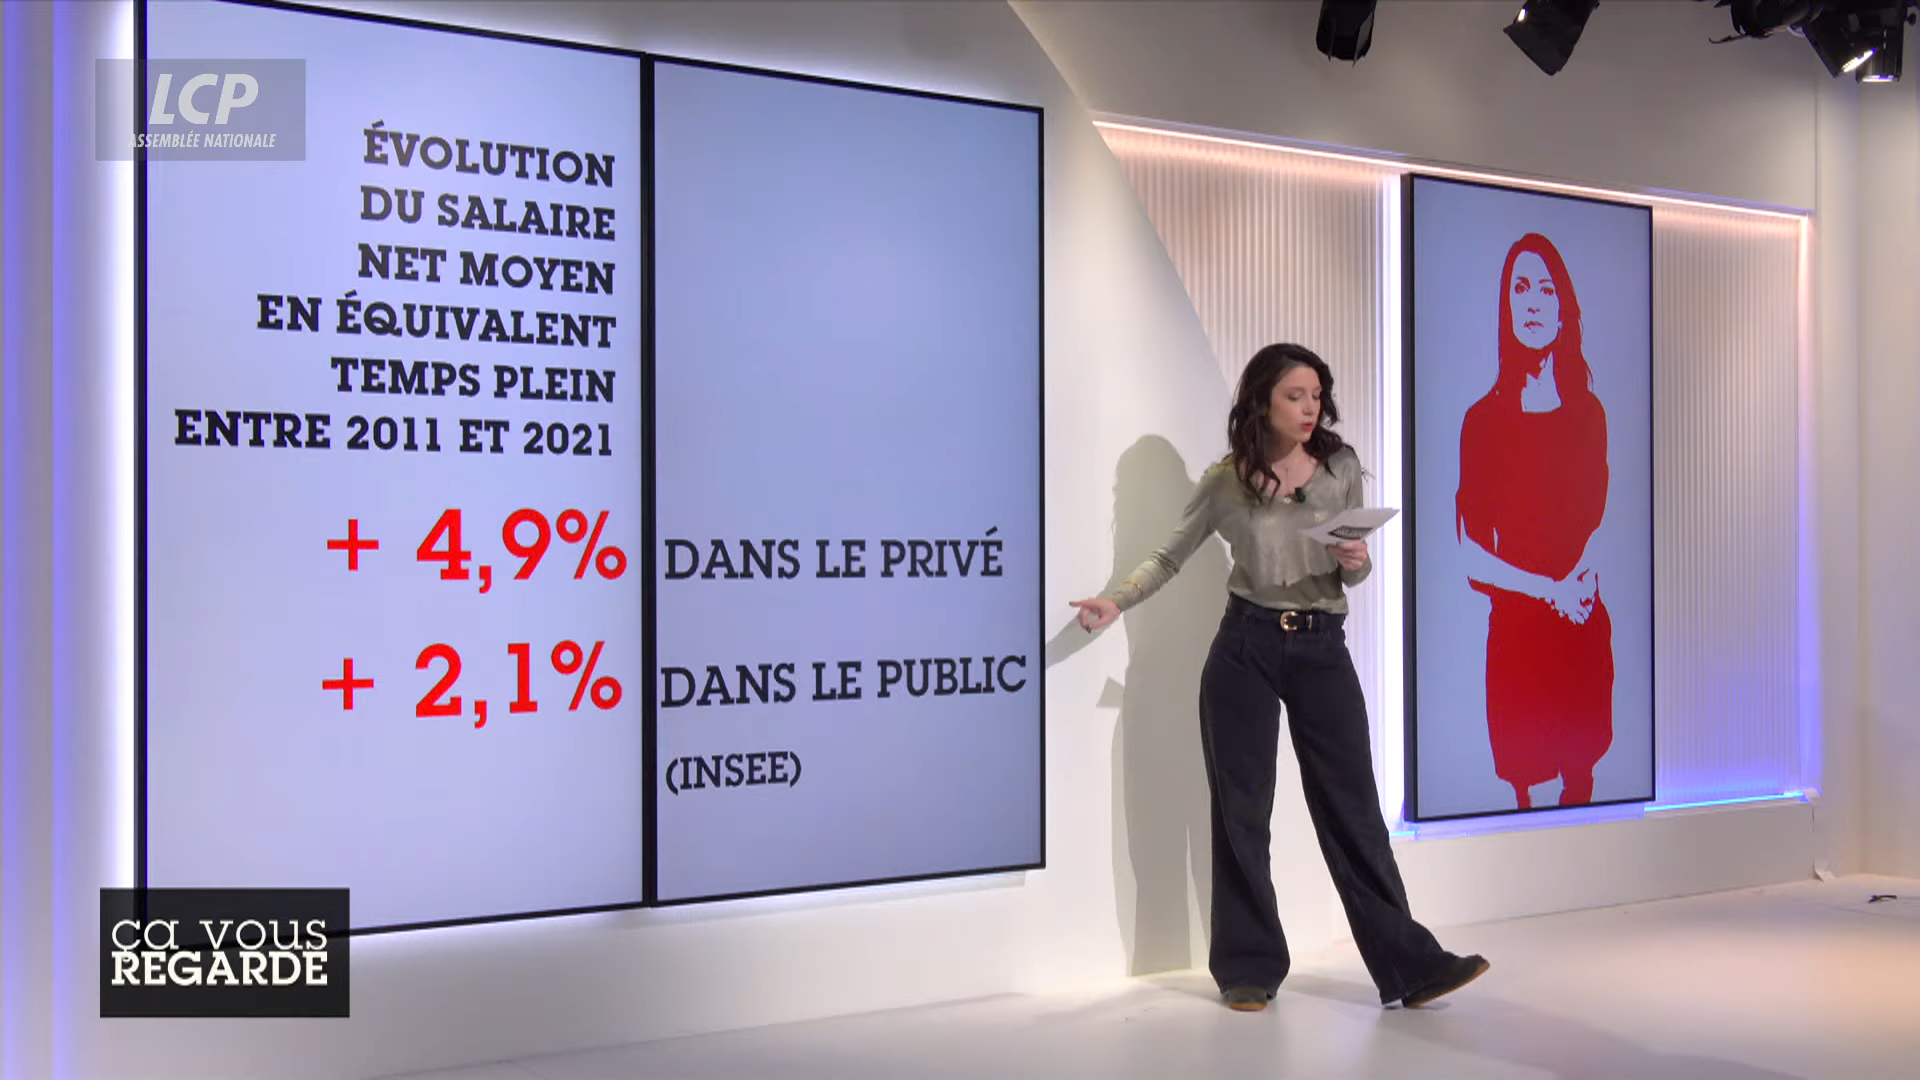 LCP
ASSEMBLÉE NATIONALE
ÉVOLUTION
DU SALAIRE
NET MOYEN
EN ÉQUIVALENT
TEMPS PLEIN
ENTRE 2011 ET 2021
+ 4,9% DANS LE PRIVÉ
+ 2,1% DANS LE PUBLIC
(INSEE)
ça vous
REGARDE